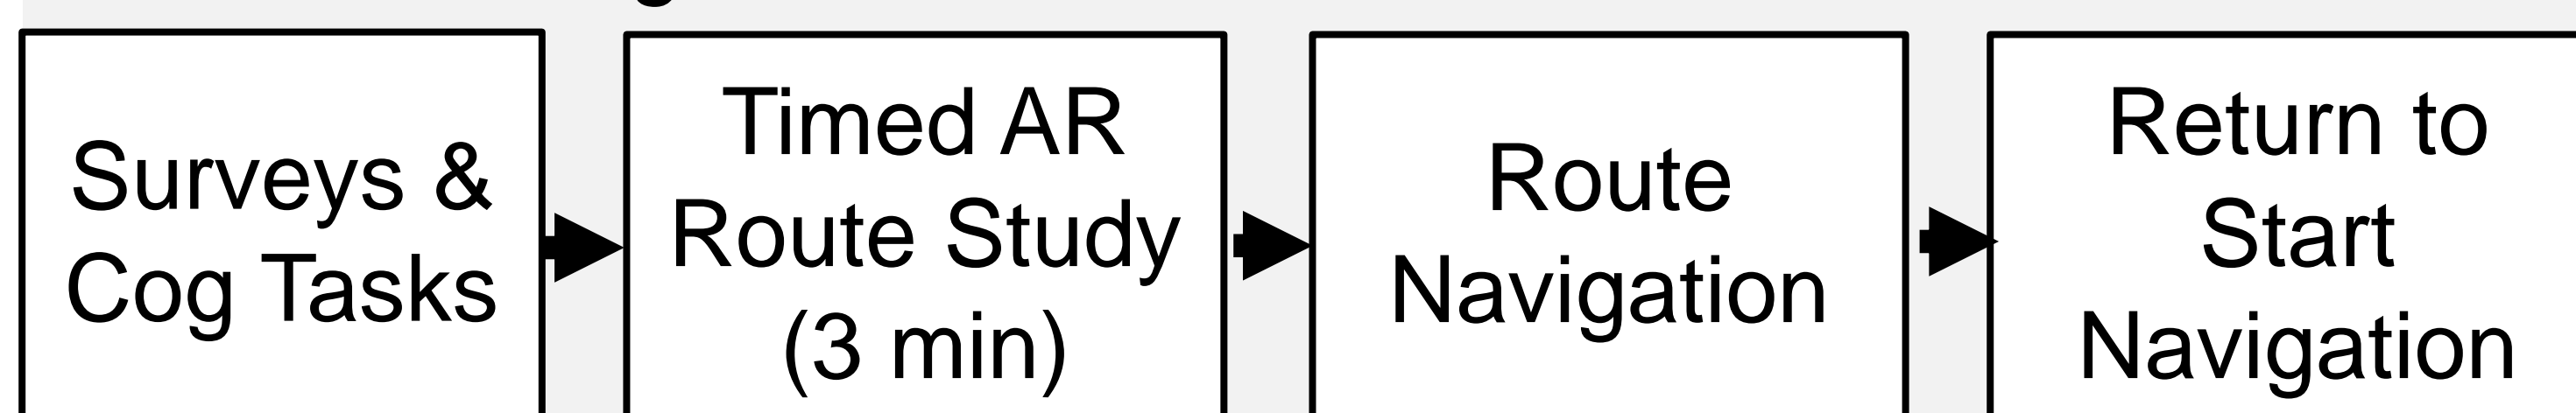 Surveys &
Cog Tasks
Timed AR
Route Study
(3 min)
Route
Navigation
Return to
Start
Navigation